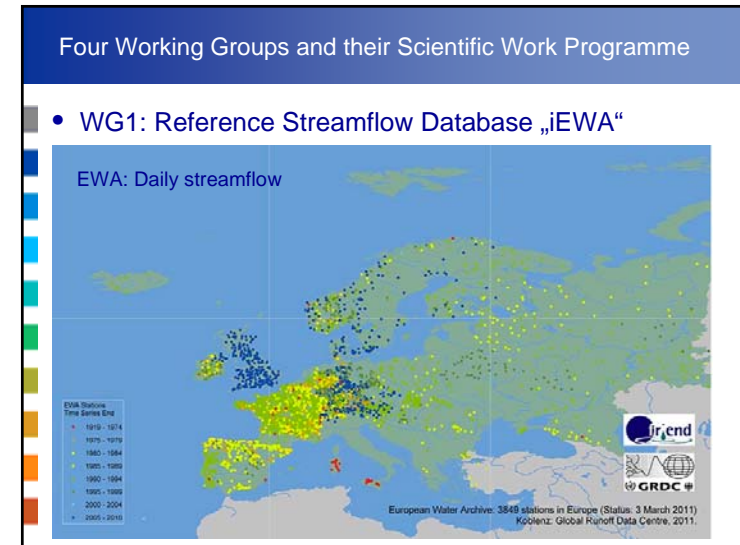 Four Working Groups and their Scientific Work Programme
• WG1: Reference Streamflow Database „iEWA“
EWA: Daily streamflow
EWA Stations
Time Series End
1919 - 1974
1975 - 1979
1980 - 1984
1985 - 1989
1990 - 1994
1995 - 1999
2000 - 2004
2005 - 2010
friend
GRDC
European Water Archive: 3849 stations in Europe (Status: 3 March 2011)
Koblenz: Global Runoff Data Centre, 2011.